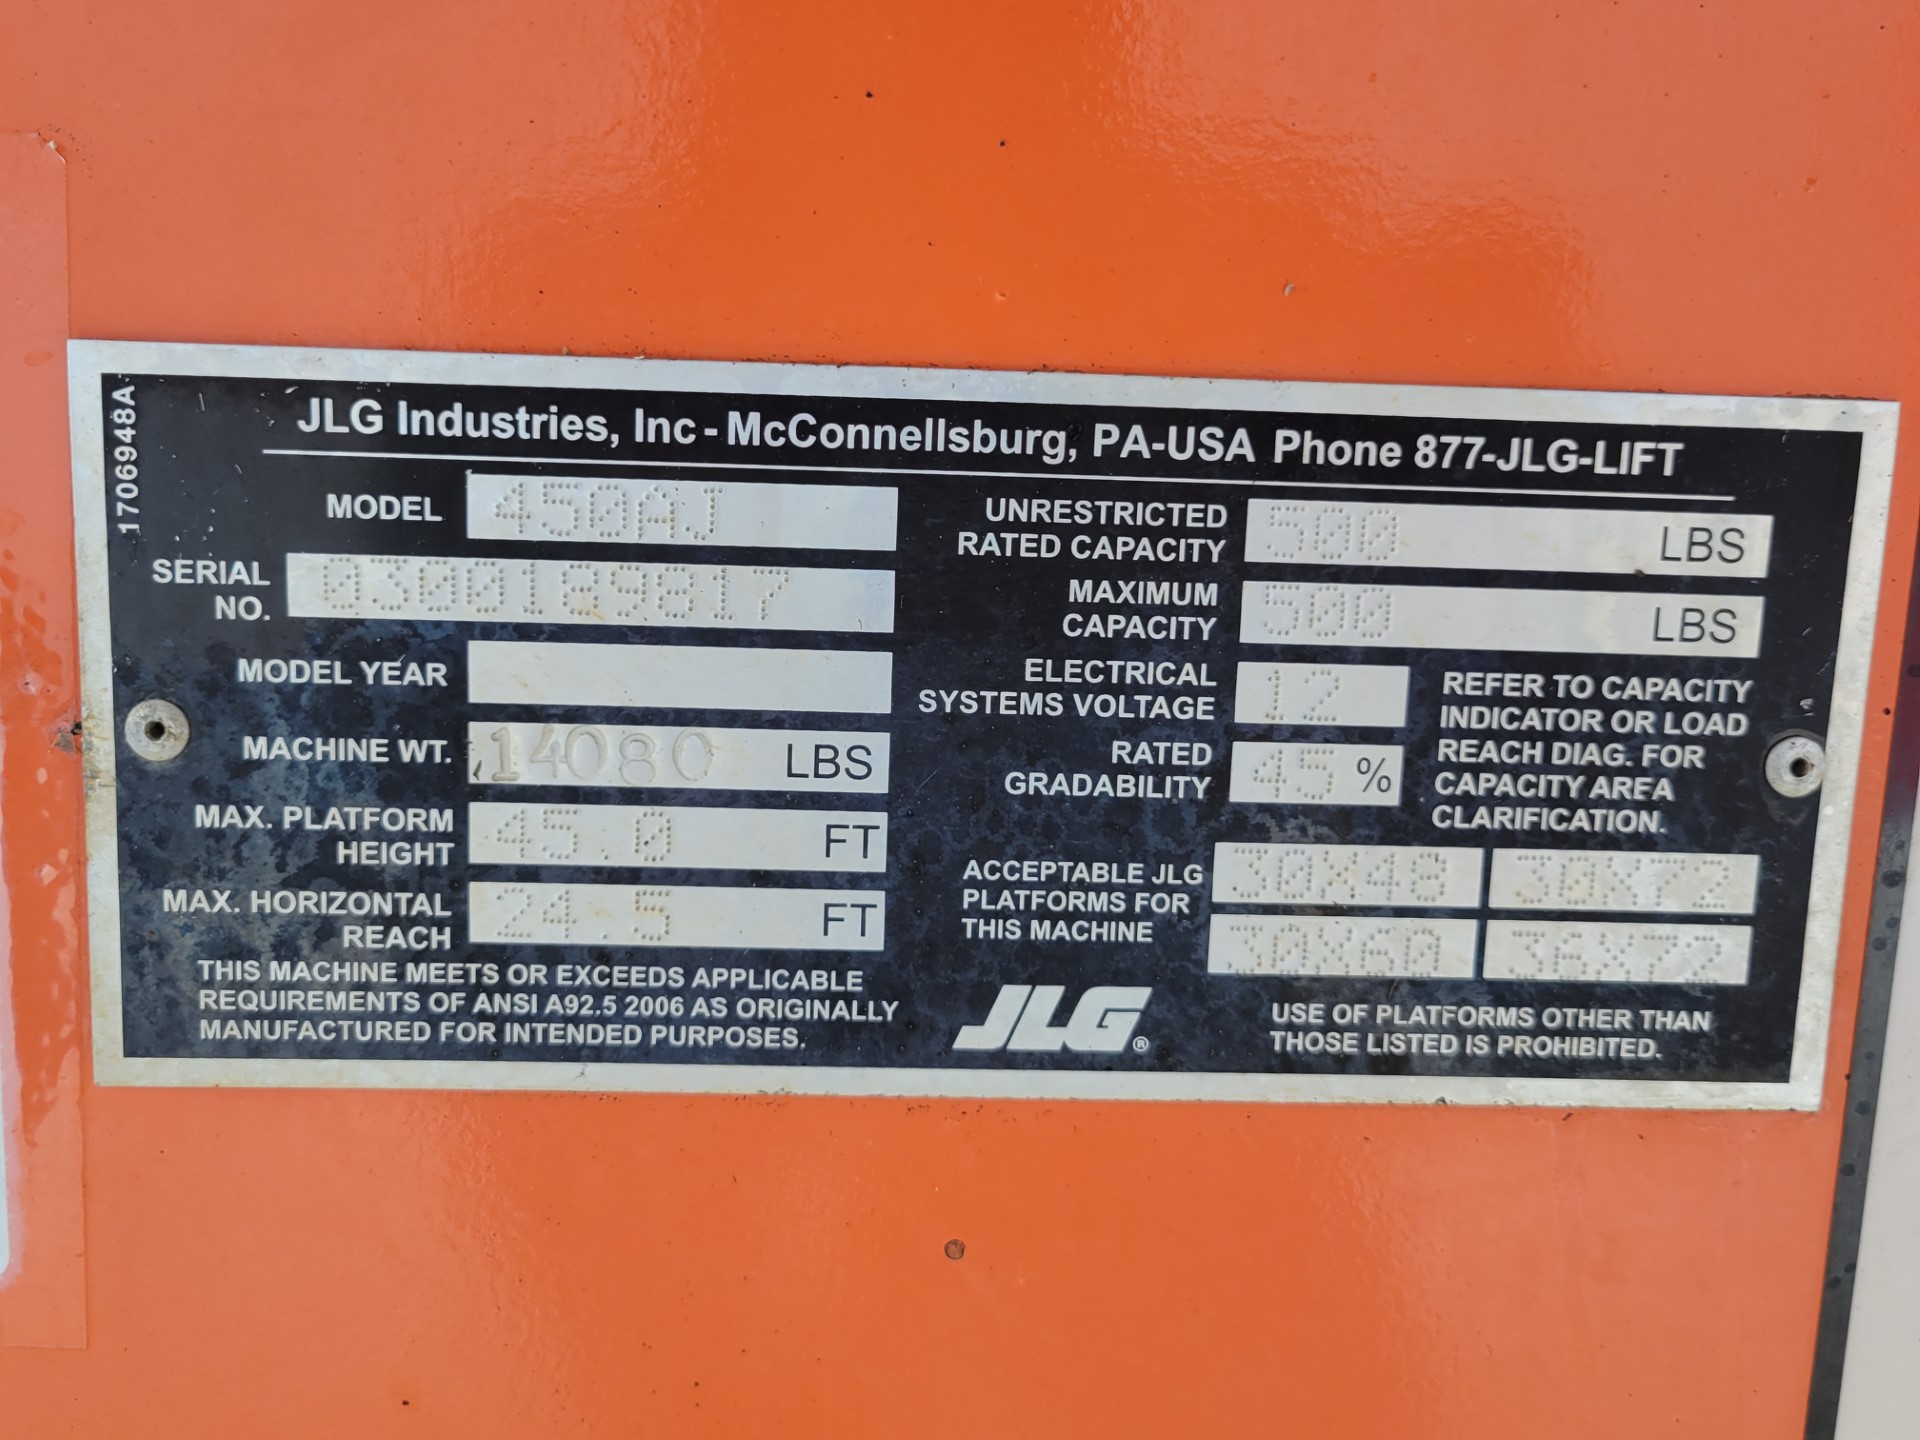 1706948A
JLG Industries, Inc - McConnellsburg, PA-USA Phone 877-JLG-LIFT
MODEL 450AJ
SERIAL NO. 0300189817
MODEL YEAR
MACHINE WT. 14080 LBS
MAX. PLATFORM HEIGHT 45.0 FT
MAX. HORIZONTAL REACH 24.5 FT
THIS MACHINE MEETS OR EXCEEDS APPLICABLE
REQUIREMENTS OF ANSI A92.5 2006 AS ORIGINALLY
MANUFACTURED FOR INTENDED PURPOSES.
UNRESTRICTED RATED CAPACITY 500 LBS
MAXIMUM CAPACITY 500 LBS
ELECTRICAL SYSTEMS VOLTAGE 12
RATED GRADABILITY 45 %
REFER TO CAPACITY
INDICATOR OR LOAD
REACH DIAG. FOR
CAPACITY AREA
CLARIFICATION.
ACCEPTABLE JLG
PLATFORMS FOR
THIS MACHINE
30X48 30X72
30X60 36X72
JLG®
USE OF PLATFORMS OTHER THAN
THOSE LISTED IS PROHIBITED.